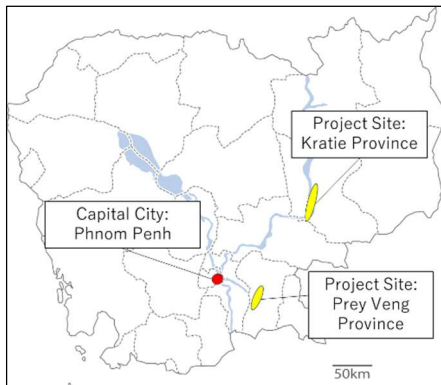 Project Site:
Kratie Province
Capital City:
Phnom Penh
Project Site:
Prey Veng
Province
50km